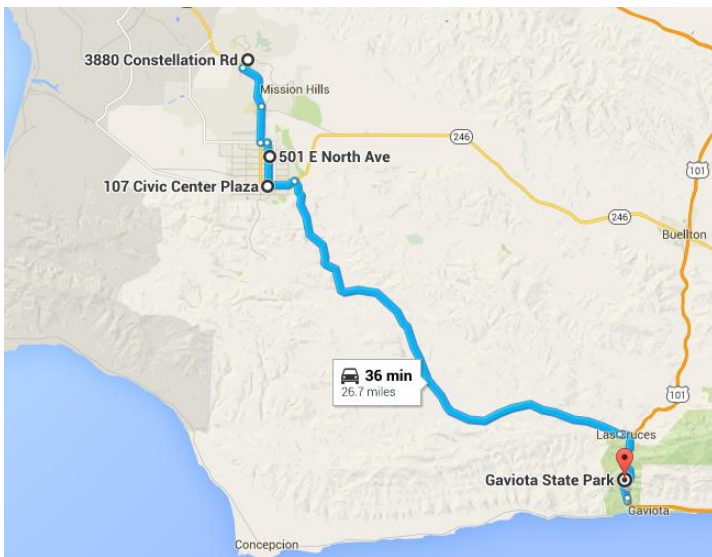 3880 Constellation Rd
Mission Hills
246
501 E North Ave
101
107 Civic Center Plaza
246
Buellton
36 min
26.7 miles
101
Las Cruces
Gaviota State Park
Gaviota
Concepcion